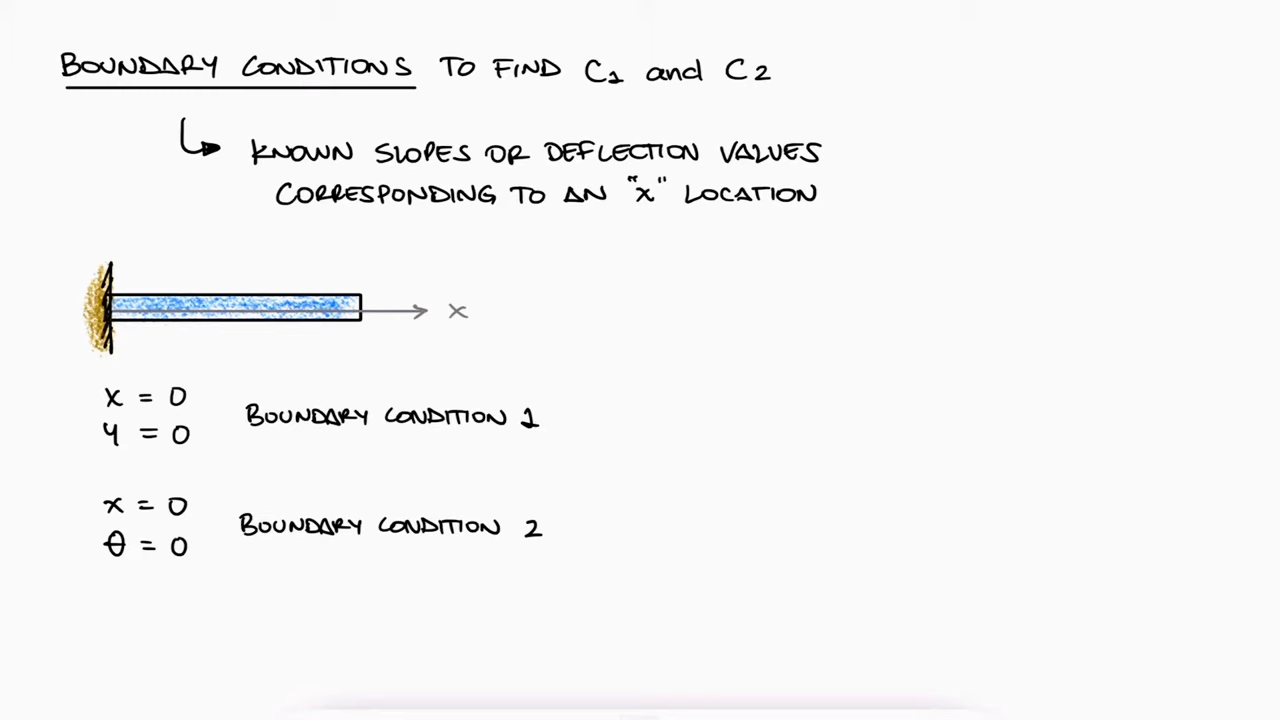 BOUNDARY CONDITIONS TO FIND C1 and C2
KNOWN SLOPES OR DEFLECTION VALUES
CORRESPONDING TO AN "x" LOCATION
x
x = 0
y = 0
BOUNDARY CONDITION 1
x = 0
θ = 0
BOUNDARY CONDITION 2